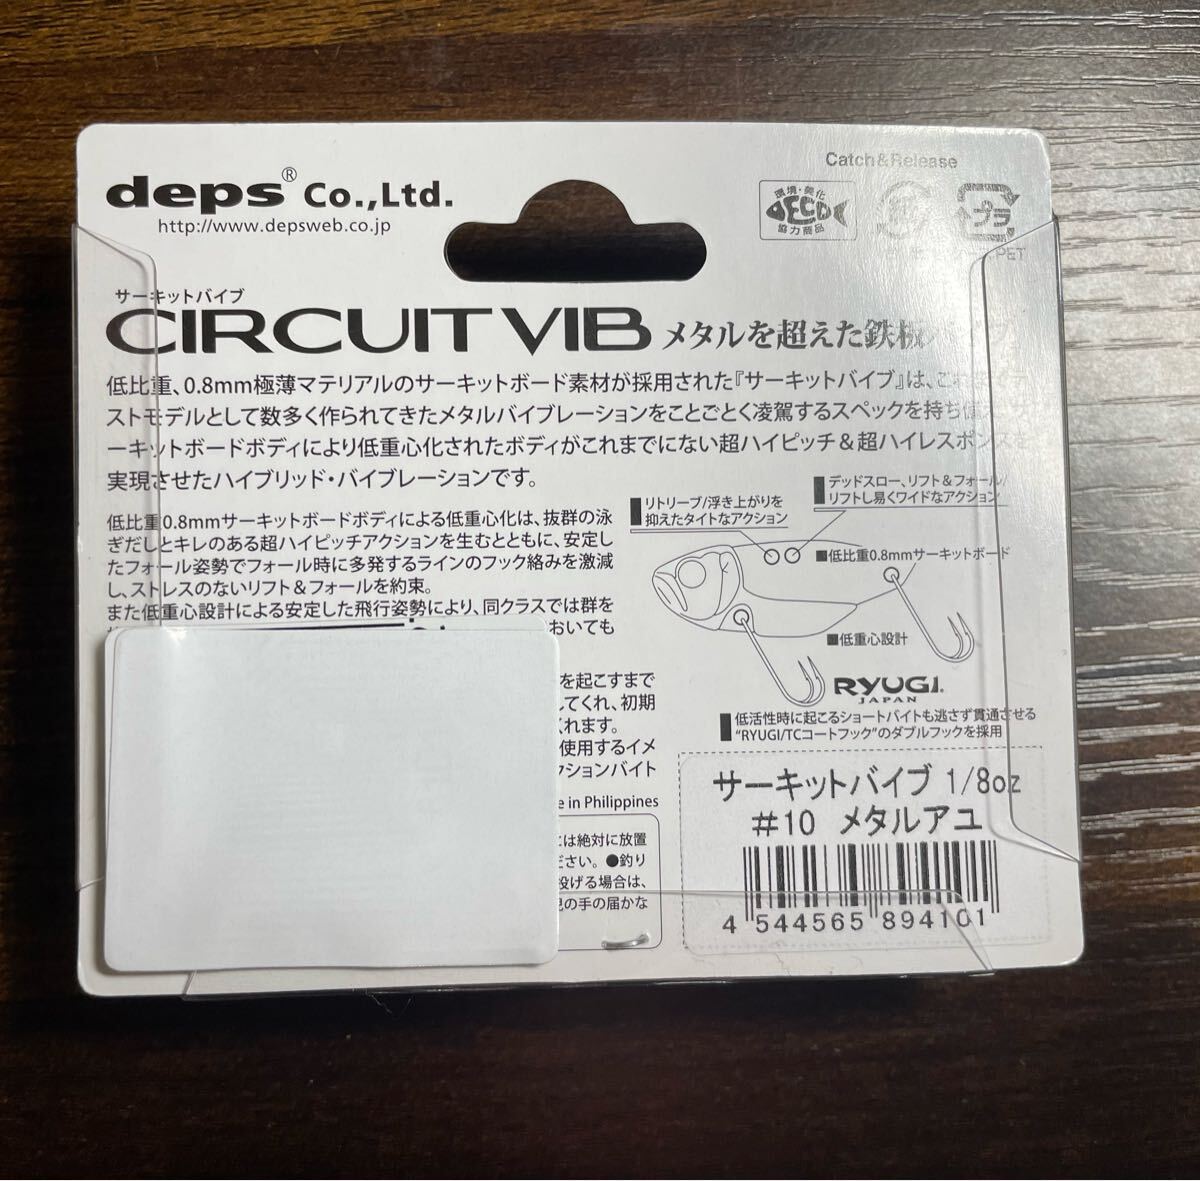 deps® Co.,Ltd.
http://www.depsweb.co.jp
Catch&Release
環境・美化
ECO
協力商品
プラ
PET
サーキットバイブ
CIRCUIT VIB メタルを超えた鉄板
低比重、0.8mm極薄マテリアルのサーキットボード素材が採用された『サーキットバイブ』は、
ストモデルとして数多く作られてきたメタルバイブレーションをことごとく凌駕するスペックを持ち
ーキットボードボディにより低重心化されたボディがこれまでにない超ハイピッチ＆超ハイレスポンス
実現させたハイブリッド・バイブレーションです。
低比重0.8mmサーキットボードボディによる低重心化は、抜群の泳
ぎだしとキレのある超ハイピッチアクションを生むとともに、安定し
たフォール姿勢でフォール時に多発するラインのフック絡みを激減
し、ストレスのないリフト＆フォールを約束。
また低重心設計による安定した飛行姿勢により、同クラスでは群を
おいても
を起こすまで
てくれ、初期
くれます。
使用するイメ
クションバイト
in Philippines
デッドスロー、リフト＆フォール/
リフトし易くワイドなアクション
リトリーブ/浮き上がりを
抑えたタイトなアクション
■低比重0.8mmサーキットボード
■低重心設計
RYUGI
JAPAN
低活性時に起こるショートバイトも逃さず貫通させる
“RYUGI/TCコートフック”のダブルフックを採用
サーキットバイブ 1/8oz
#10 メタルアユ
4 544565 894101
には絶対に放置
ださい。●釣り
投げる場合は、
児の手の届かな